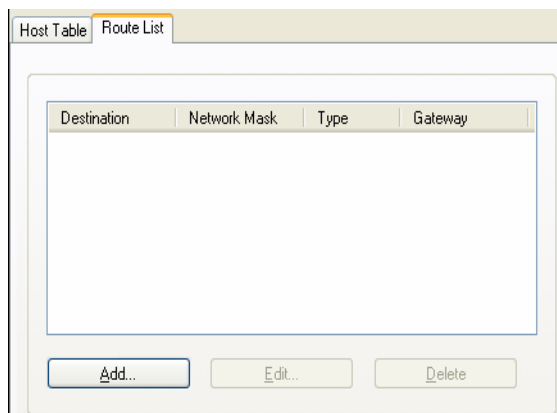 Host Table Route List
Destination Network Mask Type Gateway
Add... Edit... Delete